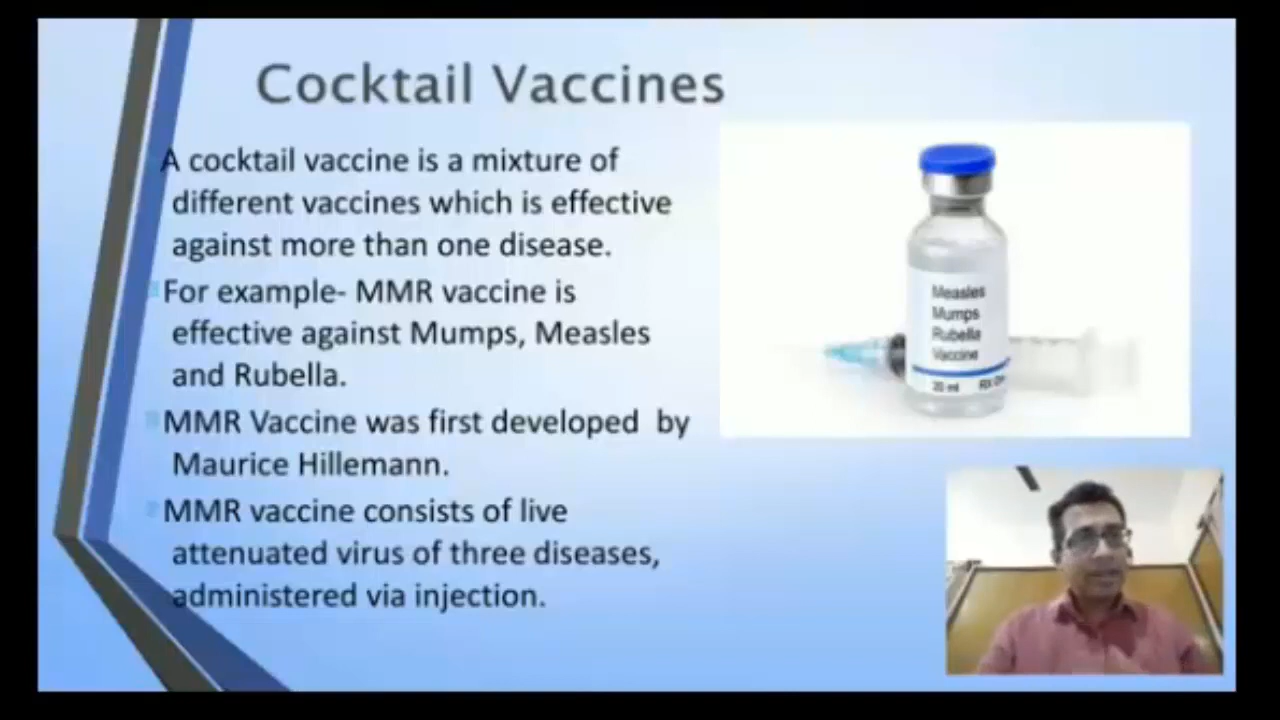 Cocktail Vaccines
A cocktail vaccine is a mixture of
different vaccines which is effective
against more than one disease.
For example- MMR vaccine is
effective against Mumps, Measles
and Rubella.
MMR Vaccine was first developed by
Maurice Hillemann.
MMR vaccine consists of live
attenuated virus of three diseases,
administered via injection.
Measles
Mumps
Rubella
Vaccine
20 ml